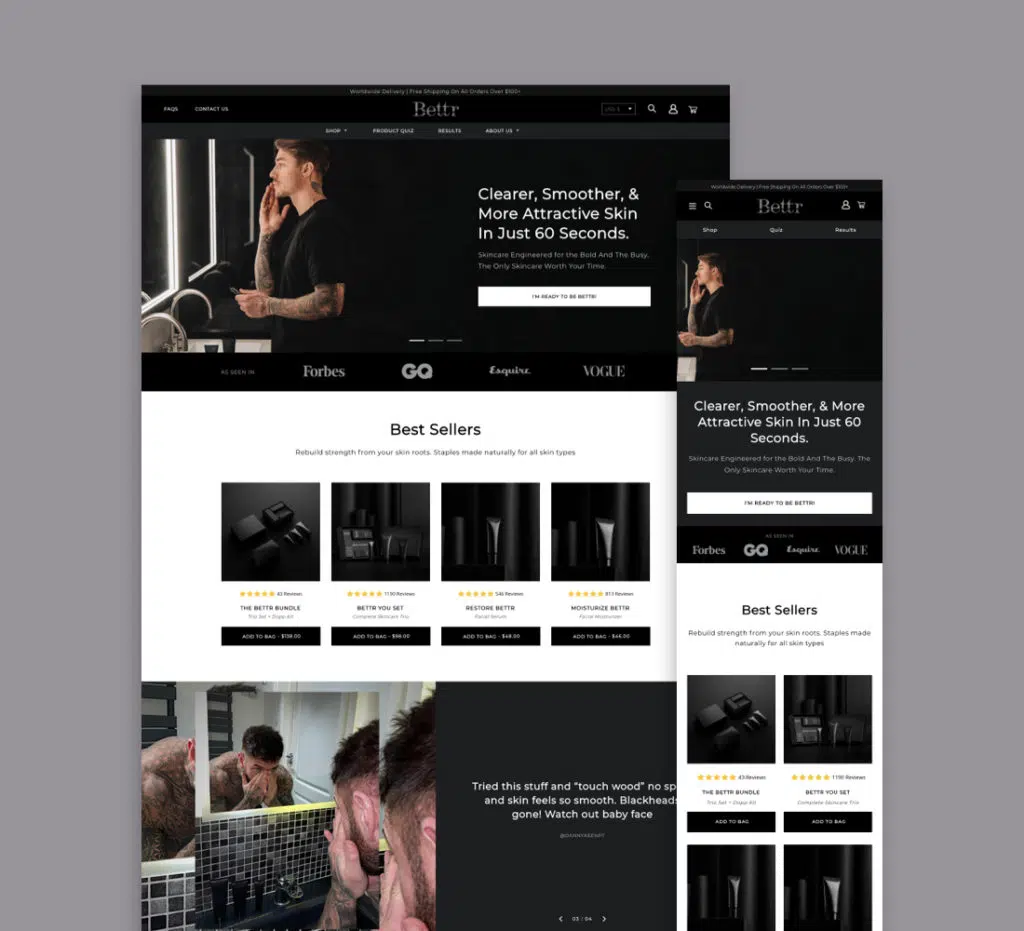 Worldwide Delivery | Free Shipping On All Orders Over $100+
FAQS CONTACT US Bettr USD $
SHOP PRODUCT QUIZ RESULTS ABOUT US
Clearer, Smoother, &
More Attractive Skin
In Just 60 Seconds.
Skincare Engineered for the Bold And The Busy.
The Only Skincare Worth Your Time.
I'M READY TO BE BETTR!
AS SEEN IN Forbes GQ Esquire VOGUE
Best Sellers
Rebuild strength from your skin roots. Staples made naturally for all skin types
43 Reviews 1190 Reviews 546 Reviews 813 Reviews
THE BETTR BUNDLE BETTR YOU SET RESTORE BETTR MOISTURIZE BETTR
Trio Set + Dopp Kit Complete Skincare Trio Facial Serum Facial Moisturizer
ADD TO BAG - $138.00 ADD TO BAG - $98.00 ADD TO BAG - $48.00 ADD TO BAG - $46.00
Tried this stuff and “touch wood” no sp
and skin feels so smooth. Blackheads
gone! Watch out baby face
03 / 04
Worldwide Delivery | Free Shipping On All Orders Over $100+
Bettr
Shop Quiz Results
Clearer, Smoother, & More
Attractive Skin In Just 60
Seconds.
Skincare Engineered for the Bold And The Busy. The
Only Skincare Worth Your Time.
I'M READY TO BE BETTR!
AS SEEN IN
Forbes GQ Esquire VOGUE
Best Sellers
Rebuild strength from your skin roots. Staples made
naturally for all skin types
43 Reviews 1190 Reviews
THE BETTR BUNDLE BETTR YOU SET
Trio Set + Dopp Kit Complete Skincare Trio
ADD TO BAG ADD TO BAG